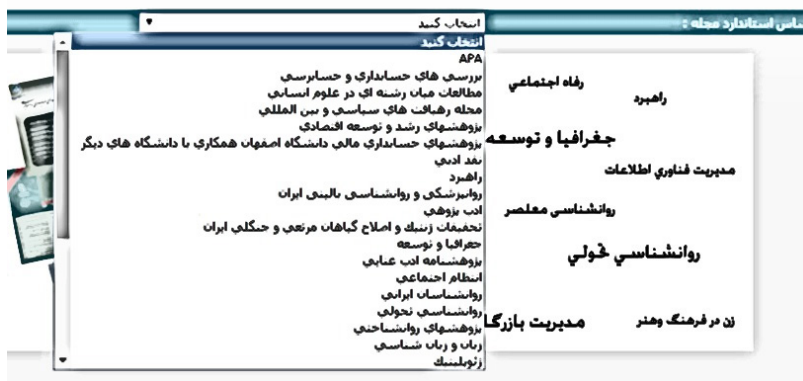 ساس استاندارد مجله :
انتخاب کنید
انتخاب کنید
APA
بررسی های حسابداری و حسابرسی
مطالعات میان رشته ای در علوم انسانی
مجله رهیافت های سیاسی و بین المللی
پژوهشهای رشد و توسعه اقتصادی
پژوهشهای حسابداری مالی دانشگاه اصفهان همکاری با دانشگاه های دیگر
نقد ادبی
راهبرد
روانپزشکی و روانشناسی بالینی ایران
ادب پژوهی
تحقیقات ژنتیک و اصلاح گیاهان مرتعی و جنگلی ایران
جغرافیا و توسعه
پژوهشنامه ادب غنایی
انتظام اجتماعی
روانشناسان ایرانی
روانشناسی تحولی
پژوهشهای روانشناختی
زبان و زبان شناسی
ژئوپلیتیک
رفاه اجتماعی
راهبرد
جغرافیا و توسعه
مدیریت فناوری اطلاعات
روانشناسی معاصر
روانشناسی تحولی
زن در فرهنگ وهنر
مدیریت بازرگا